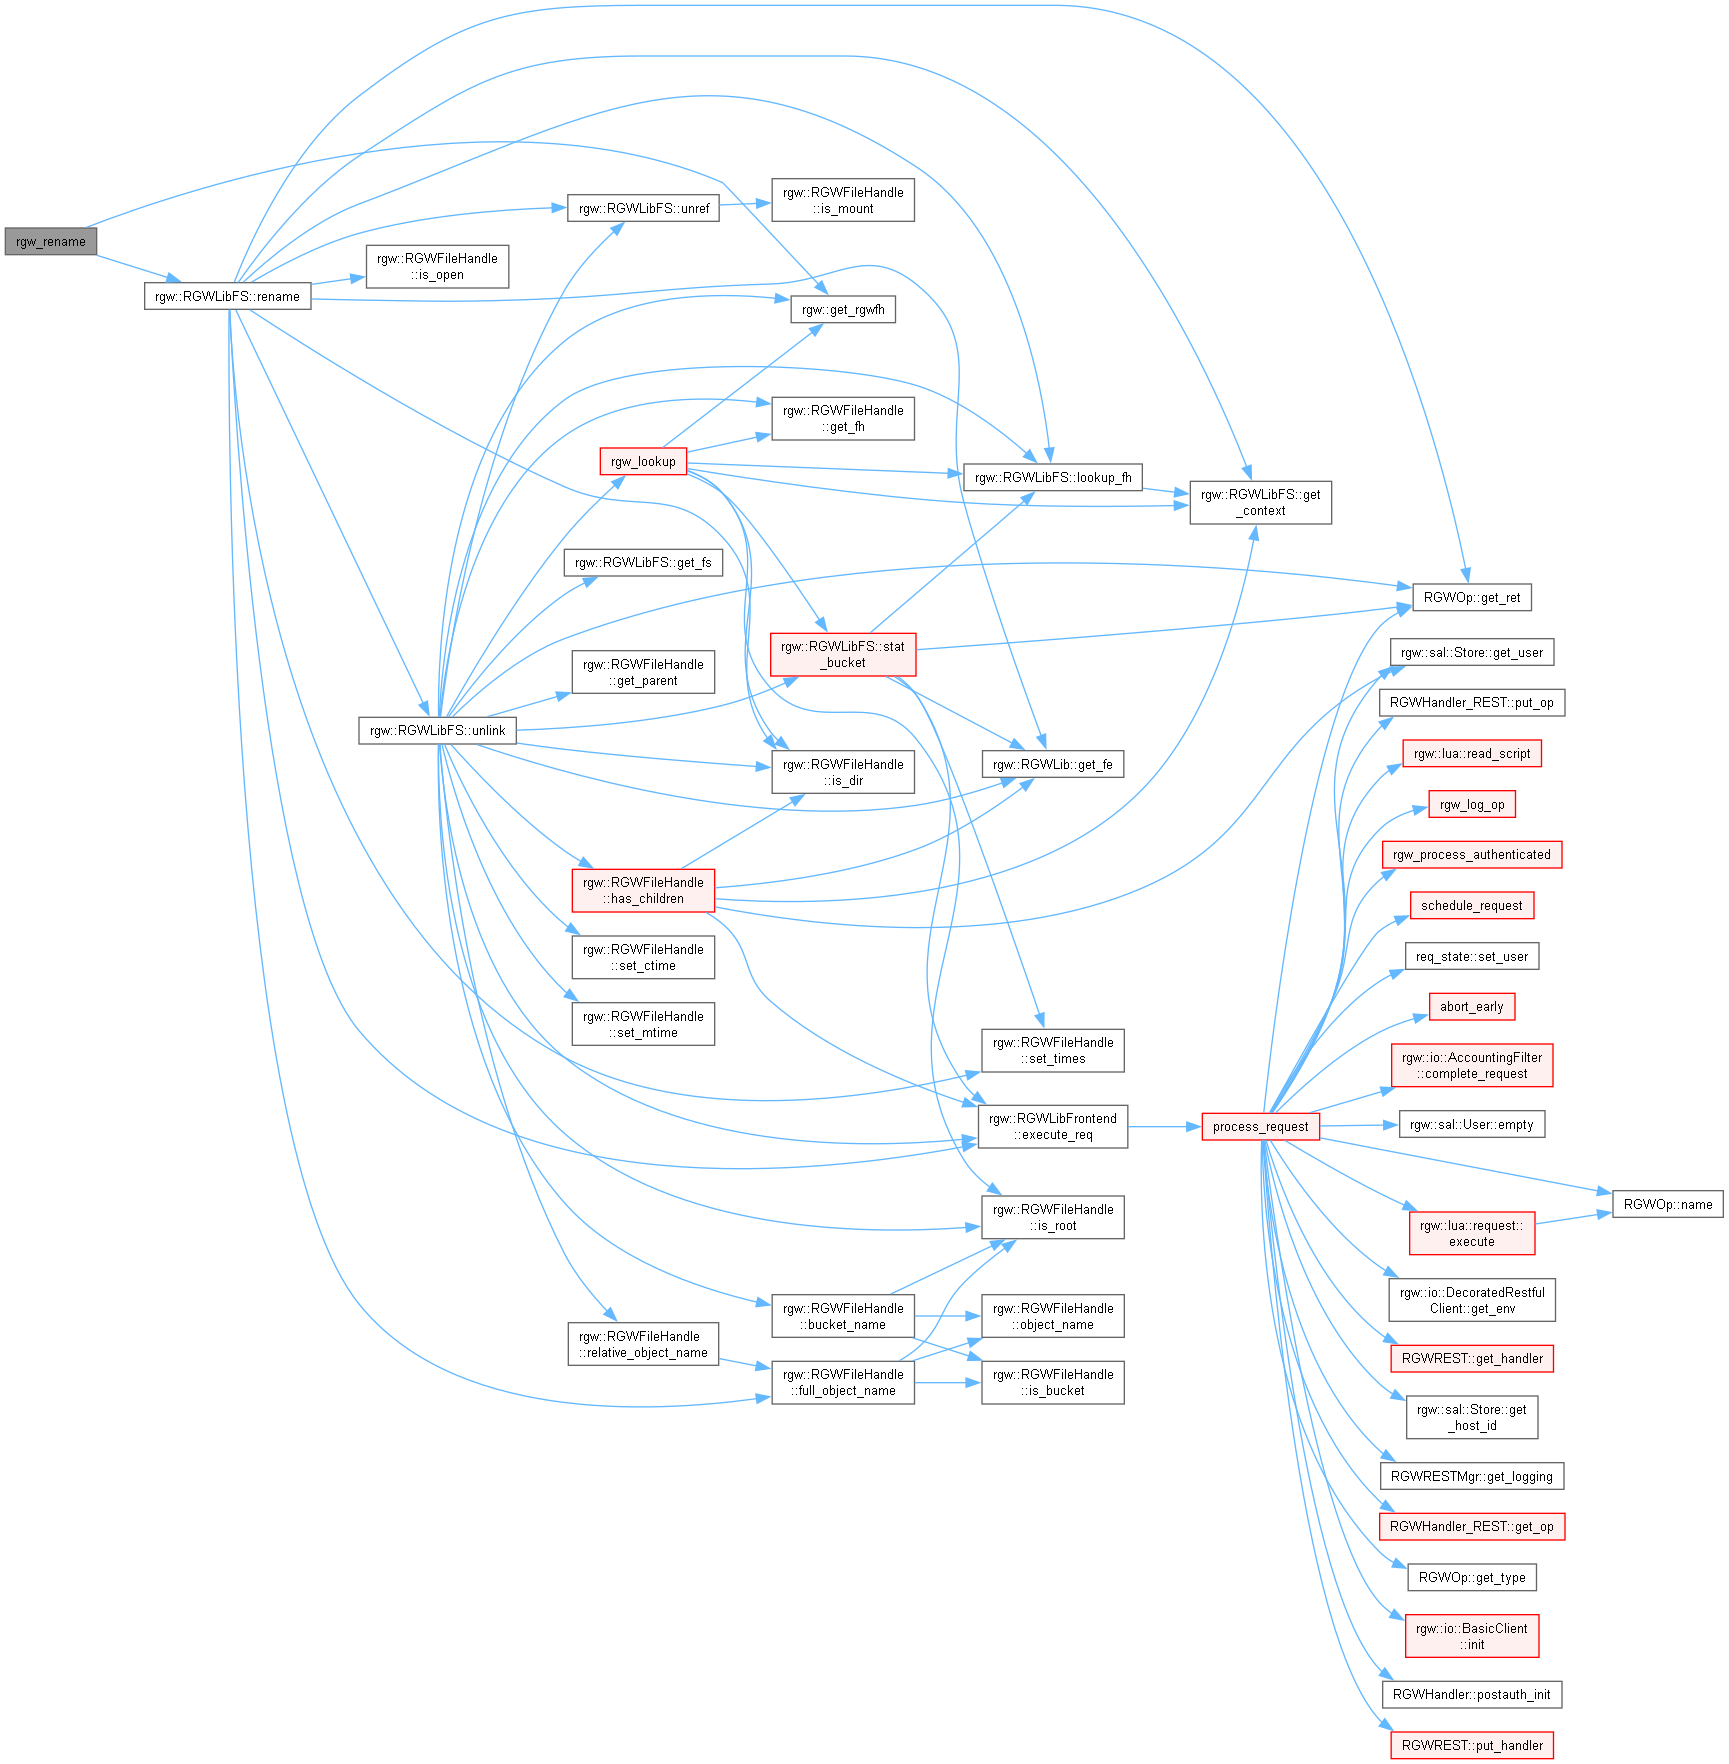 rgw_rename
rgw::RGWLibFS::rename
rgw::RGWFileHandle
::is_open
rgw::RGWLibFS::unlink
rgw::RGWLibFS::unref
rgw_lookup
rgw::RGWLibFS::get_fs
rgw::RGWFileHandle
::get_parent
rgw::RGWFileHandle
::has_children
rgw::RGWFileHandle
::set_ctime
rgw::RGWFileHandle
::set_mtime
rgw::RGWFileHandle
::relative_object_name
rgw::RGWFileHandle
::is_mount
rgw::get_rgwfh
rgw::RGWFileHandle
::get_fh
rgw::RGWLibFS::stat
_bucket
rgw::RGWFileHandle
::is_dir
rgw::RGWFileHandle
::bucket_name
rgw::RGWFileHandle
::full_object_name
rgw::RGWLibFS::lookup_fh
rgw::RGWLib::get_fe
rgw::RGWFileHandle
::set_times
rgw::RGWLibFrontend
::execute_req
rgw::RGWFileHandle
::is_root
rgw::RGWFileHandle
::object_name
rgw::RGWFileHandle
::is_bucket
rgw::RGWLibFS::get
_context
process_request
RGWOp::get_ret
rgw::sal::Store::get_user
RGWHandler_REST::put_op
rgw::lua::read_script
rgw_log_op
rgw_process_authenticated
schedule_request
req_state::set_user
abort_early
rgw::io::AccountingFilter
::complete_request
rgw::sal::User::empty
rgw::lua::request::
execute
rgw::io::DecoratedRestful
Client::get_env
RGWREST::get_handler
rgw::sal::Store::get
_host_id
RGWRESTMgr::get_logging
RGWHandler_REST::get_op
RGWOp::get_type
rgw::io::BasicClient
::init
RGWHandler::postauth_init
RGWREST::put_handler
RGWOp::name